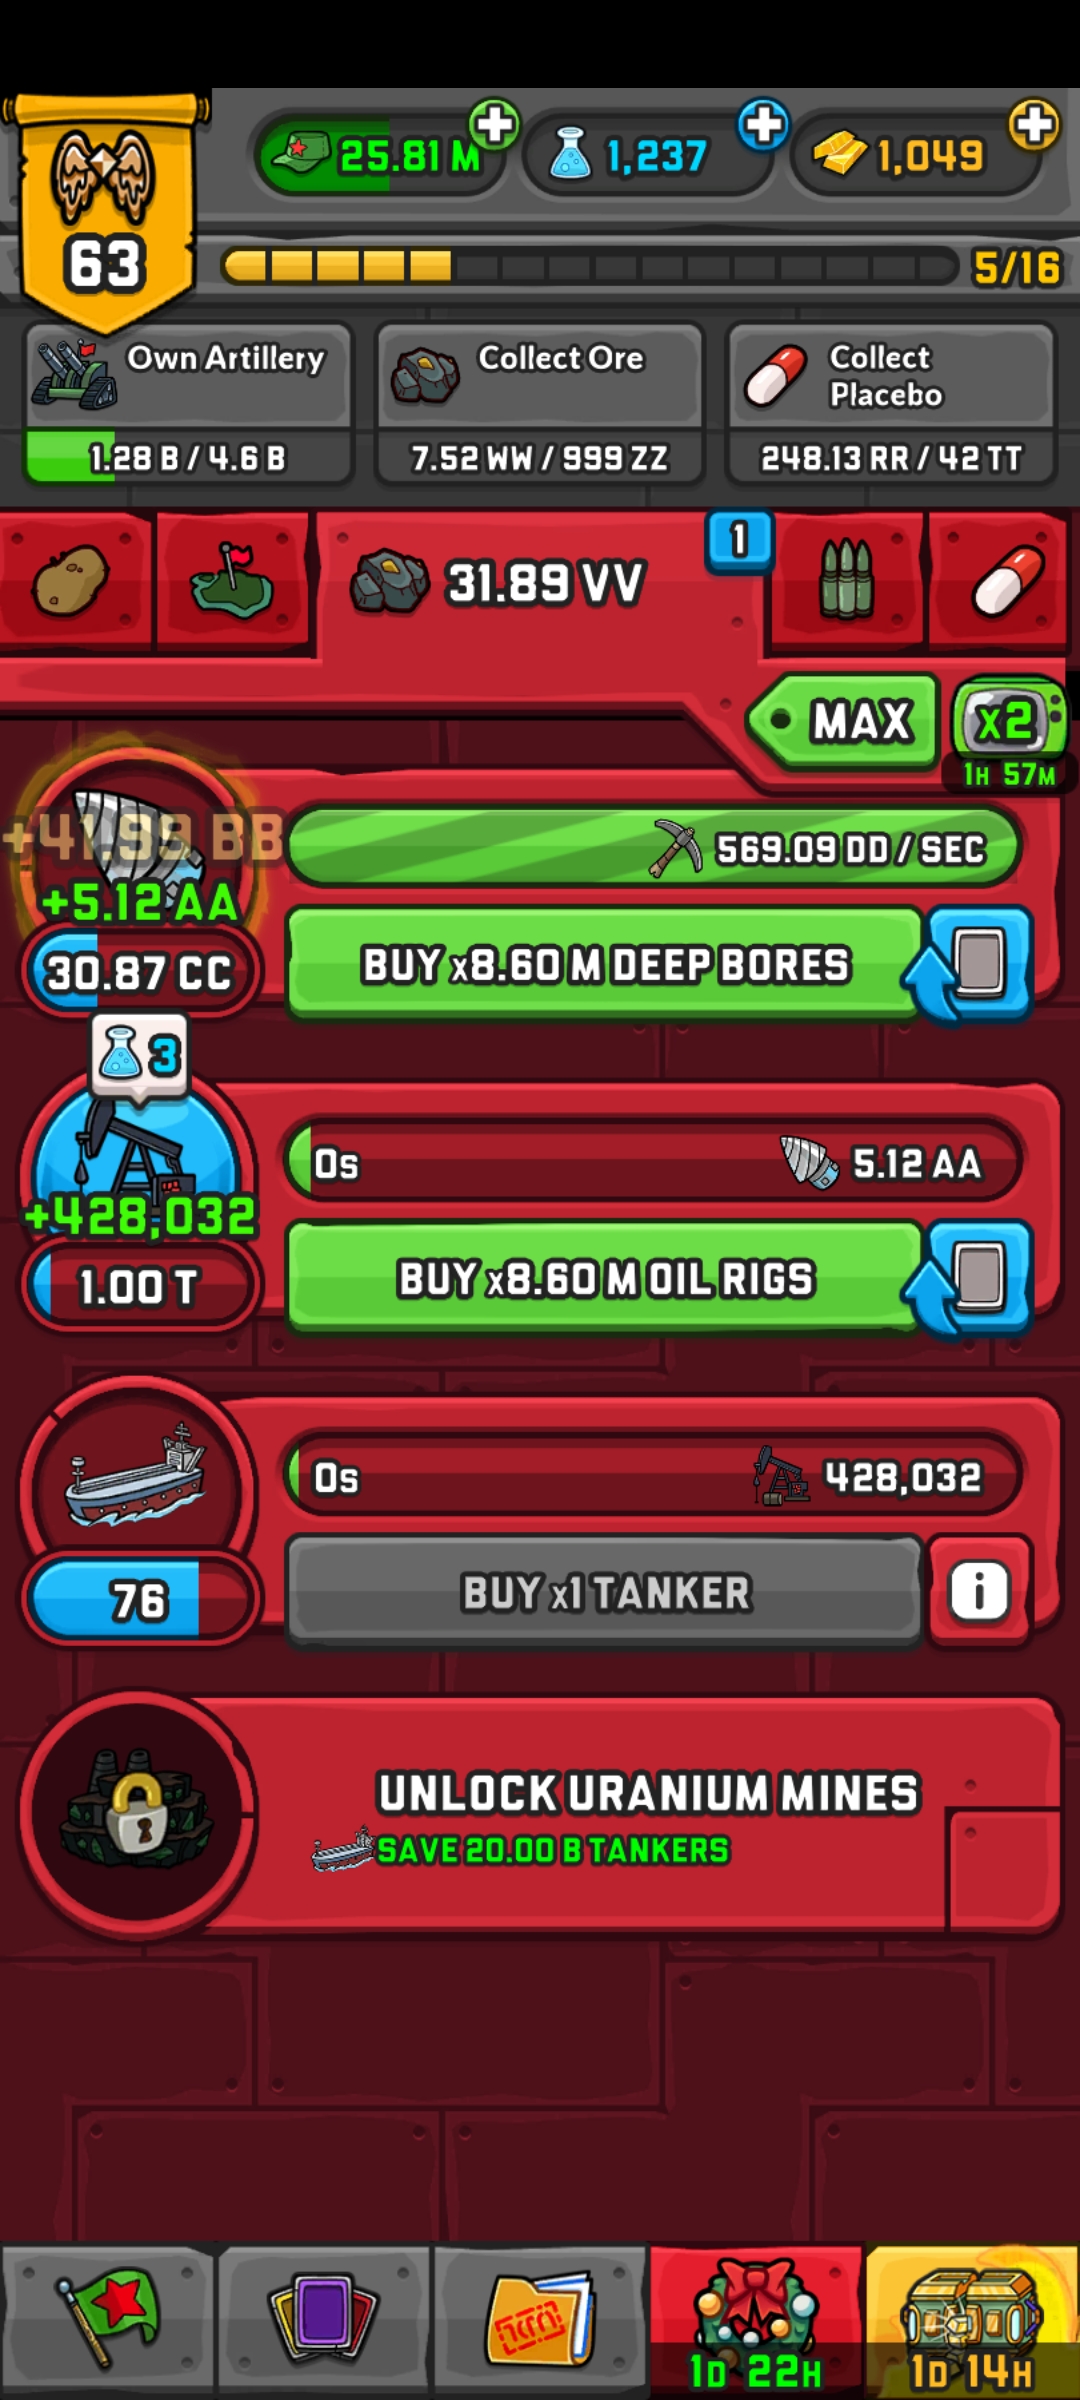 25.81 M
1,237
1,049
63
5/16
Own Artillery
1.28 B / 4.6 B
Collect Ore
7.52 WW / 999 ZZ
Collect
Placebo
248.13 RR / 42 TT
31.89 VV
1
MAX
x2
1H 57M
+41.99 BB
+5.12 AA
30.87 CC
569.09 DD / SEC
BUY x8.60 M DEEP BORES
3
+428,032
1.00 T
0s
5.12 AA
BUY x8.60 M OIL RIGS
76
0s
428,032
BUY x1 TANKER
i
UNLOCK URANIUM MINES
SAVE 20.00 B TANKERS
1D 22H
1D 14H